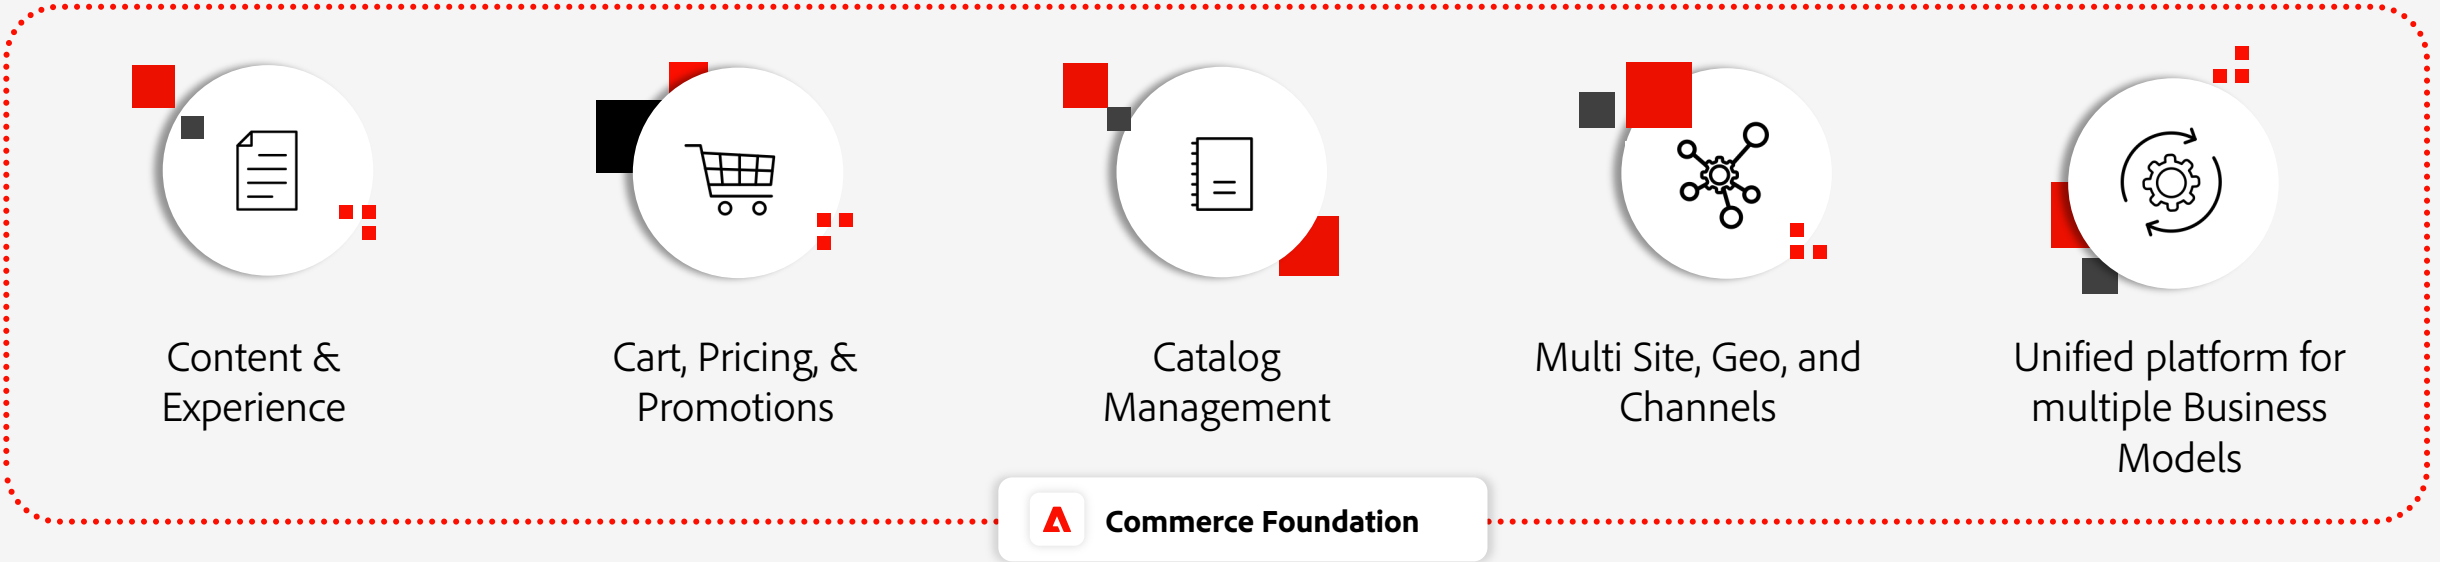 Content &
Experience
Cart, Pricing, &
Promotions
Catalog
Management
Multi Site, Geo, and
Channels
Unified platform for
multiple Business
Models
Commerce Foundation